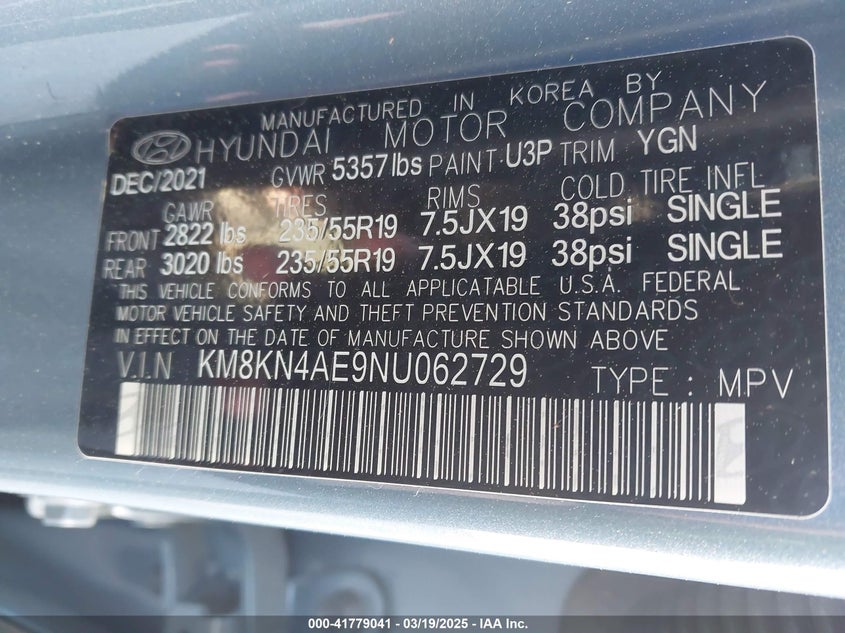 MANUFACTURED IN KOREA BY
HYUNDAI MOTOR COMPANY
DEC/2021 GVWR 5357 lbs PAINT U3P TRIM YGN
GAWR TIRES RIMS COLD TIRE INFL
FRONT 2822 lbs 235/55R19 7.5JX19 38psi SINGLE
REAR 3020 lbs 235/55R19 7.5JX19 38psi SINGLE
THIS VEHICLE CONFORMS TO ALL APPLICATABLE U.S.A. FEDERAL
MOTOR VEHICLE SAFETY AND THEFT PREVENTION STANDARDS
IN EFFECT ON THE DATE OF MANUFACTURE SHOWN ABOVE
V.I.N KM8KN4AE9NU062729 TYPE : MPV
000-41779041 - 03/19/2025 - IAAI.COM